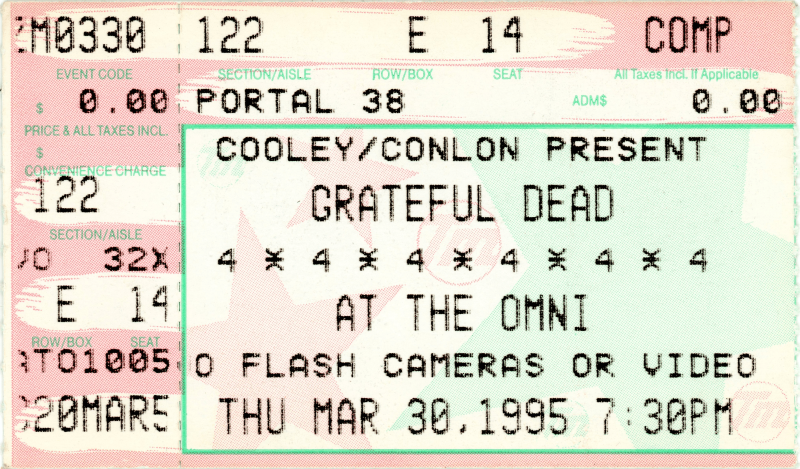 ZM0330 122 E 14 COMP
EVENT CODE SECTION/AISLE ROW/BOX SEAT All Taxes Incl. If Applicable
$ 0.00 PORTAL 38 ADM$ 0.00
PRICE & ALL TAXES INCL.
$
CONVENIENCE CHARGE
122
SECTION/AISLE
32X
E 14
ROW/BOX SEAT
ATO1005
20MAR5
COOLEY/CONLON PRESENT
GRATEFUL DEAD
4 * 4 * 4 * 4 * 4 * 4
AT THE OMNI
O FLASH CAMERAS OR VIDEO
THU MAR 30,1995 7:30PM